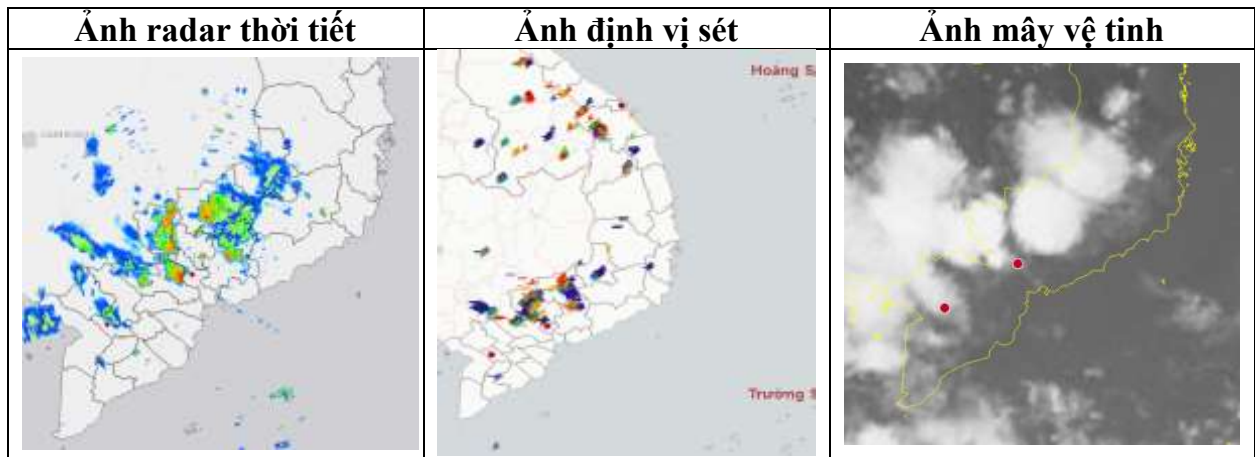 Ảnh radar thời tiết
Ảnh định vị sét
Ảnh mây vệ tinh
Hoàng S
Trường S